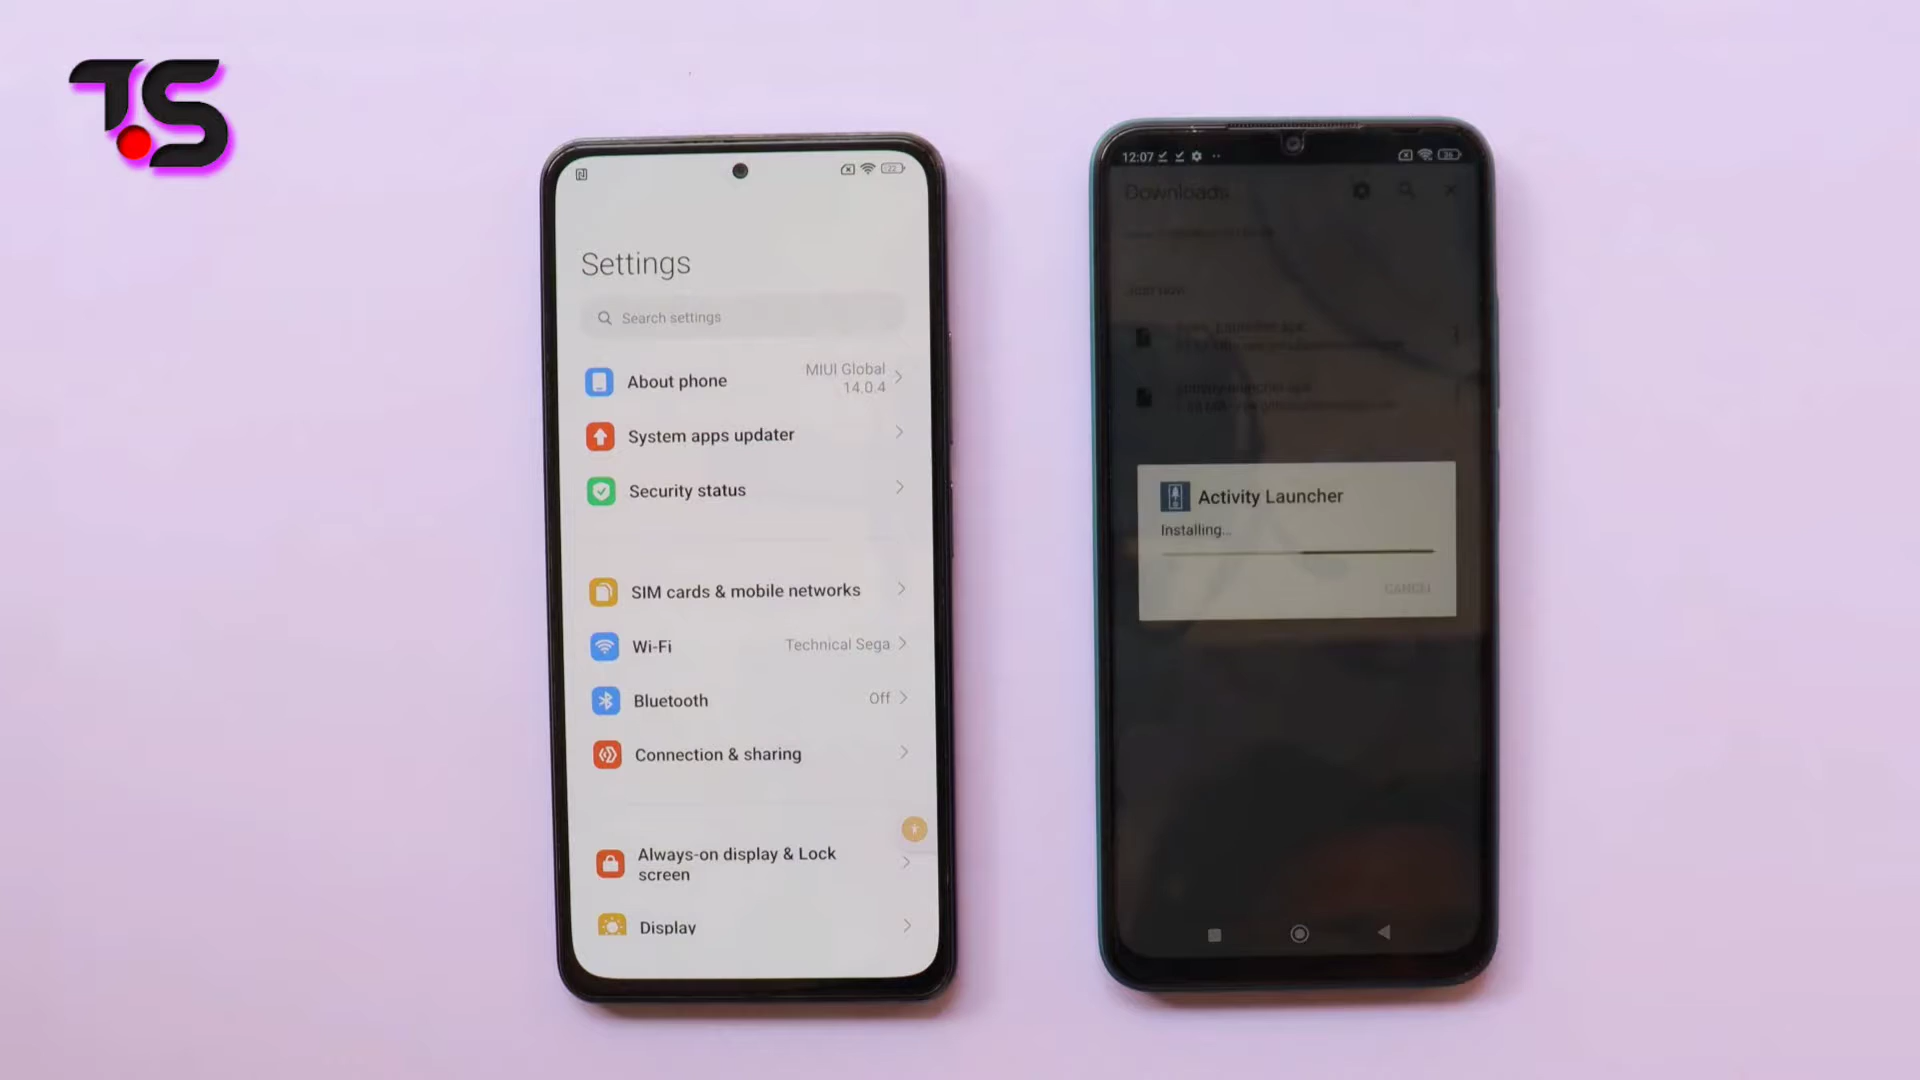 TS
Settings
Search settings
About phone
MIUI Global
14.0.4
System apps updater
Security status
SIM cards & mobile networks
Wi-Fi
Technical Sega
Bluetooth
Off
Connection & sharing
Always-on display & Lock
screen
Display
12:07
Downloads
Activity Launcher
Installing...
CANCEL